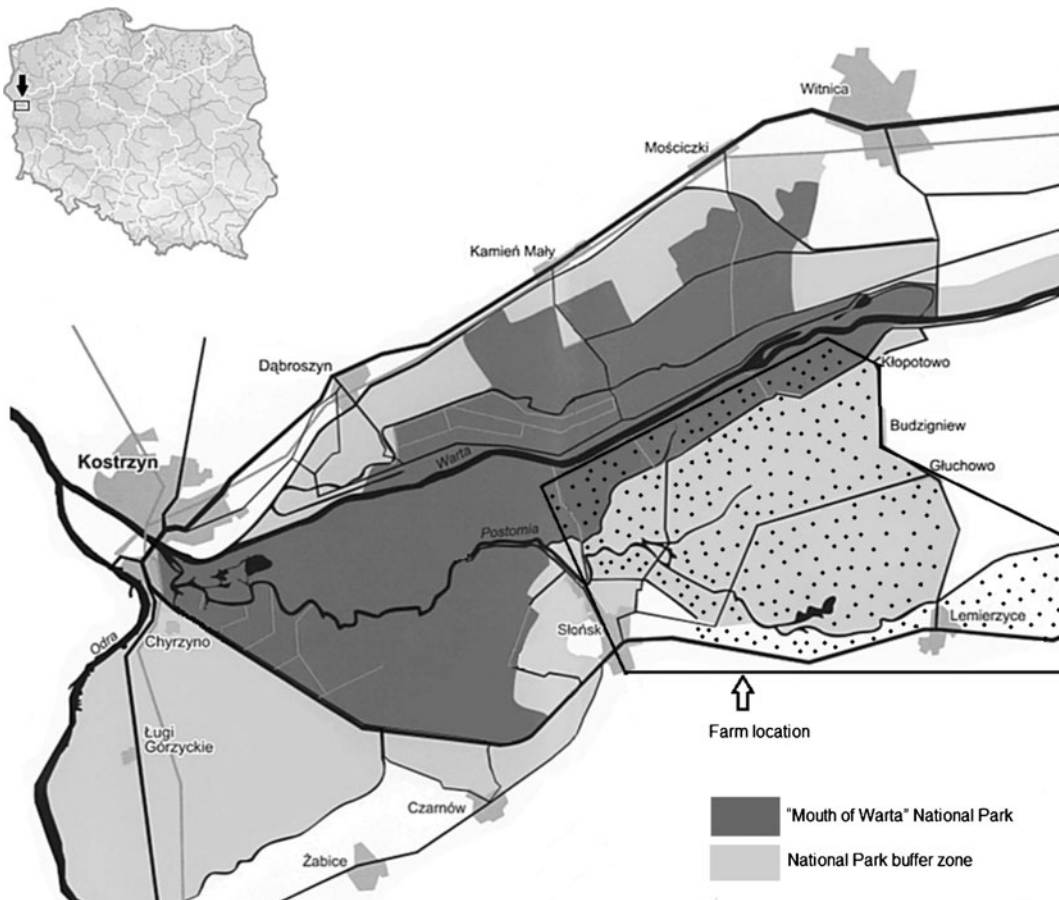 Witnica
Mościczki
Kamień Mały
Dąbroszyn
Kłopotowo
Budzigniew
Kostrzyn
Warta
Głuchowo
Postomia
Odra
Chyrzyno
Słońsk
Lemierzyce
Farm location
Ługi
Górzyckie
Czarnów
"Mouth of Warta" National Park
Żabice
National Park buffer zone